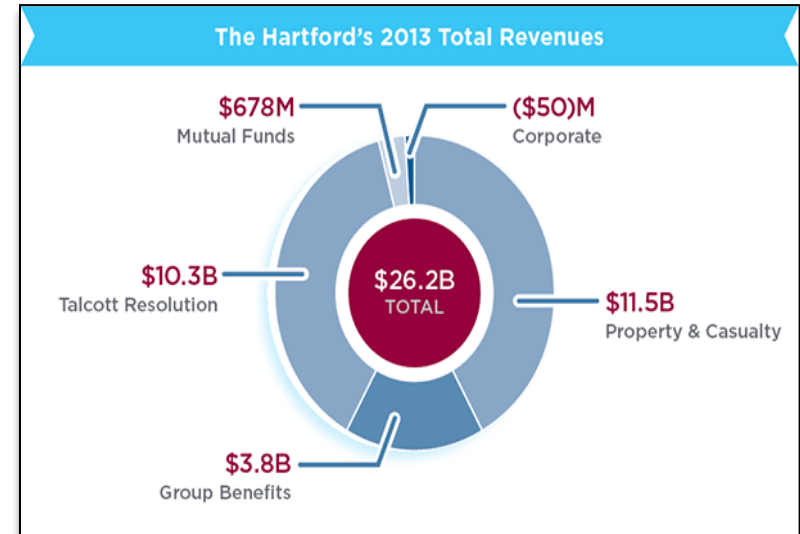 The Hartford's 2013 Total Revenues
$678M
Mutual Funds
($50)M
Corporate
$10.3B
Talcott Resolution
$26.2B
TOTAL
$11.5B
Property & Casualty
$3.8B
Group Benefits